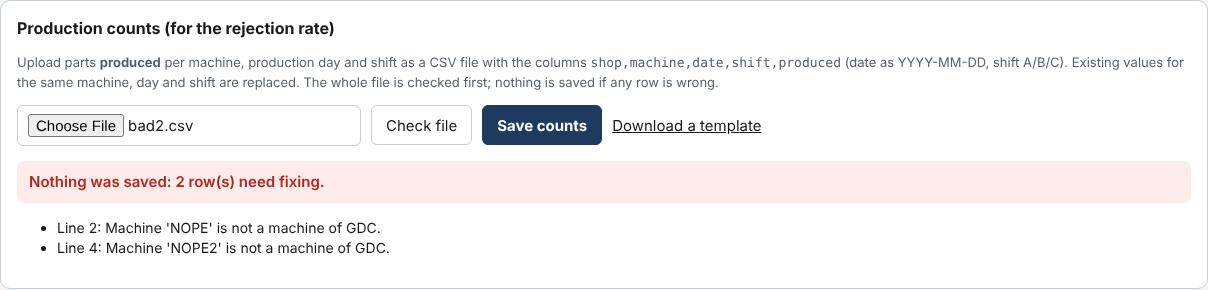 Production counts (for the rejection rate)
Upload parts produced per machine, production day and shift as a CSV file with the columns shop,machine,date,shift,produced (date as YYYY-MM-DD, shift A/B/C). Existing values for
the same machine, day and shift are replaced. The whole file is checked first; nothing is saved if any row is wrong.
Choose File bad2.csv Check file Save counts Download a template
Nothing was saved: 2 row(s) need fixing.
• Line 2: Machine 'NOPE' is not a machine of GDC.
• Line 4: Machine 'NOPE2' is not a machine of GDC.